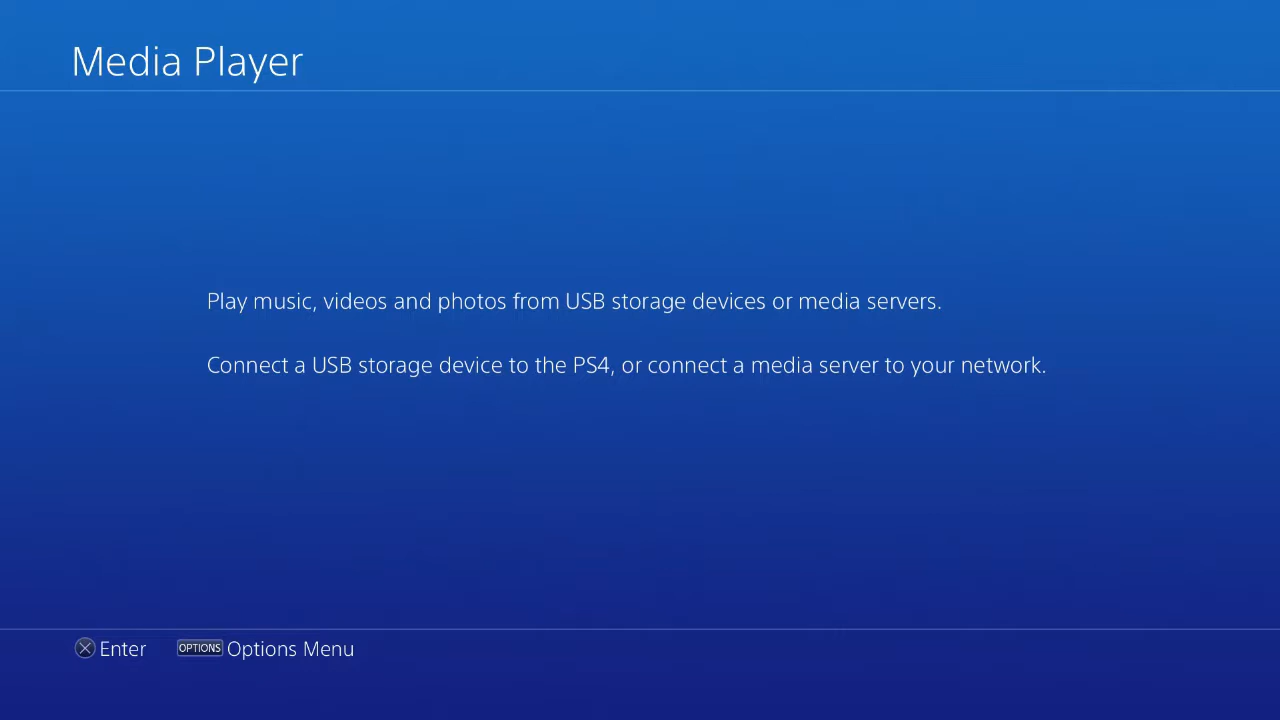 Media Player
Play music, videos and photos from USB storage devices or media servers.
Connect a USB storage device to the PS4, or connect a media server to your network.
Enter OPTIONS Options Menu